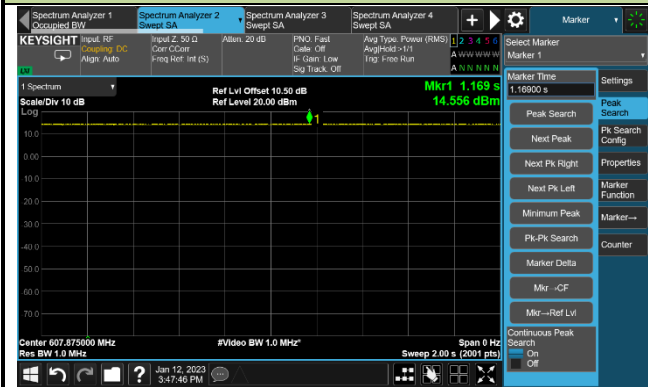 Spectrum Analyzer 1
Occupied BW
Spectrum Analyzer 2
Swept SA
Spectrum Analyzer 3
Swept SA
Spectrum Analyzer 4
Swept SA
Marker
KEYSIGHT
Input: RF
Coupling: DC
Align: Auto
Input Z: 50 Ω
Corr CCorr
Freq Ref: Int (S)
Atten: 20 dB
PNO: Fast
Gate: Off
IF Gain: Low
Sig Track: Off
Avg Type: Power (RMS)
Avg|Hold:>1/1
Trig: Free Run
1 2 3 4 5 6
A W W W W W
A N N N N N
LV
Select Marker
Marker 1
1 Spectrum
Scale/Div 10 dB
Log
Ref Lvl Offset 10.50 dB
Ref Level 20.00 dBm
Mkr1 1.169 s
14.556 dBm
1
10.0
0.00
10.0
20.0
30.0
-40.0
50.0
60.0
70.0
Center 607.875000 MHz
Res BW 1.0 MHz
#Video BW 1.0 MHz*
Span 0 Hz
Sweep 2.00 s (2001 pts)
Marker Time
1.16900 s
Peak Search
Next Peak
Next Pk Right
Next Pk Left
Minimum Peak
Pk-Pk Search
Marker Delta
Mkr→CF
Mkr→Ref Lvl
Continuous Peak
Search
On
Off
Settings
Peak
Search
Pk Search
Config
Properties
Marker
Function
Marker→
Counter
Jan 12, 2023
3:47:46 PM